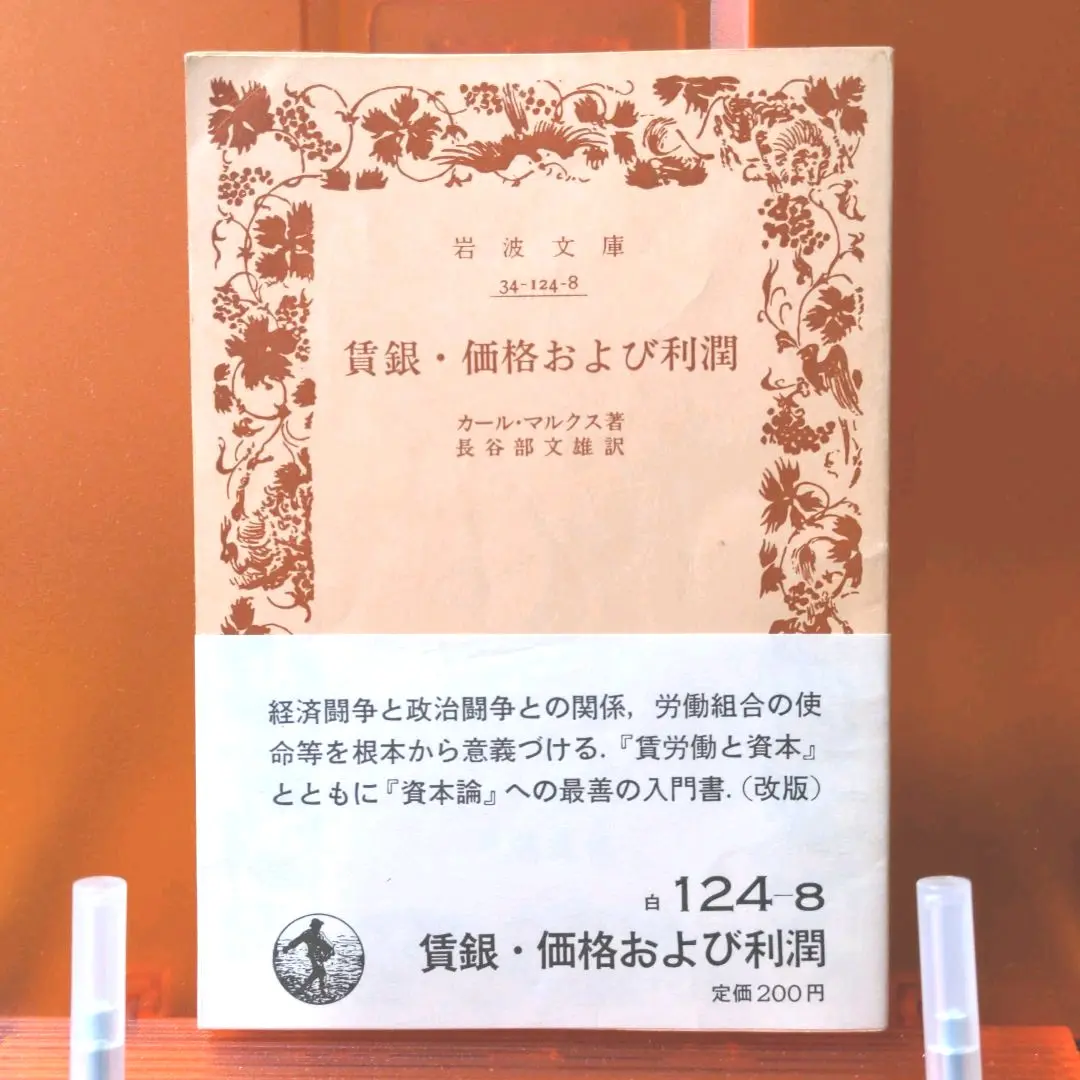 岩波文庫
34-124-8
賃銀・価格および利潤
カール・マルクス著
長谷部文雄訳
経済闘争と政治闘争との関係，労働組合の使
命等を根本から意義づける．『賃労働と資本』
とともに『資本論』への最善の入門書．（改版）
白 124-8
賃銀・価格および利潤
定価200円